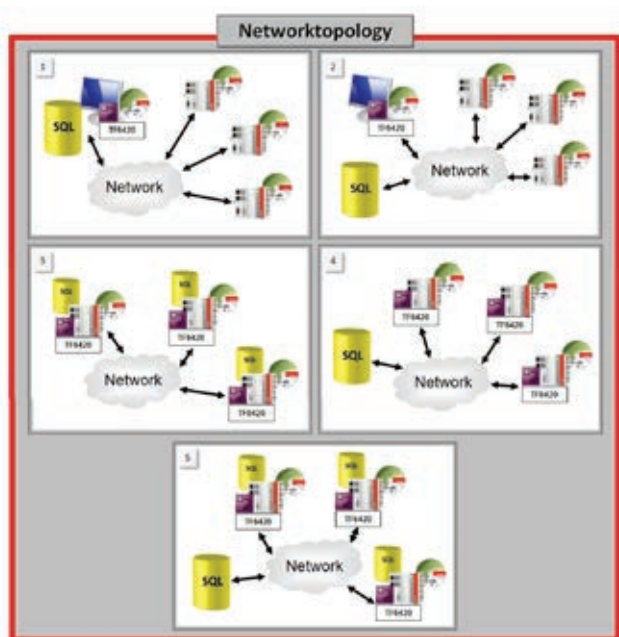 Networktopology
1
SQL
TF6420
Network
2
TF6420
SQL
Network
3
SQL
TF6420
SQL
TF6420
SQL
TF6420
Network
4
TF6420
TF6420
SQL
TF6420
Network
5
SQL
TF6420
SQL
TF6420
SQL
Network
SQL
TF6420